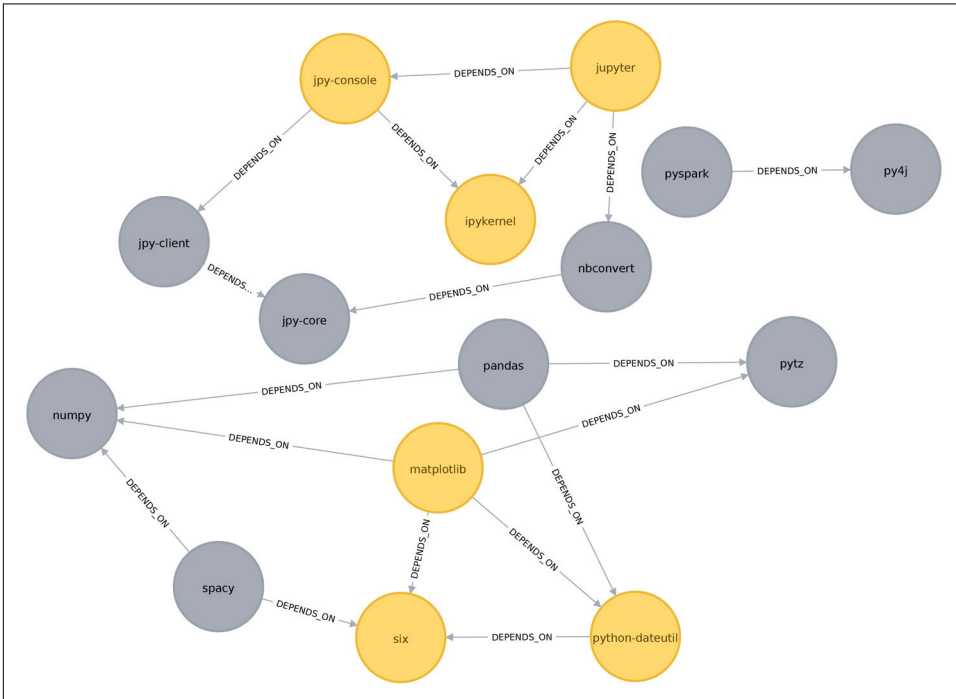 jupyter
DEPENDS_ON
jpy-console
DEPENDS_ON
DEPENDS_ON
DEPENDS_ON
DEPENDS_ON
pyspark
DEPENDS_ON
py4j
ipykernel
jpy-client
nbconvert
DEPENDS...
DEPENDS_ON
jpy-core
pandas
DEPENDS_ON
pytz
DEPENDS_ON
numpy
DEPENDS_ON
DEPENDS_ON
matplotlib
DEPENDS_ON
DEPENDS_ON
DEPENDS_ON
DEPENDS_ON
spacy
DEPENDS_ON
six
DEPENDS_ON
python-dateutil